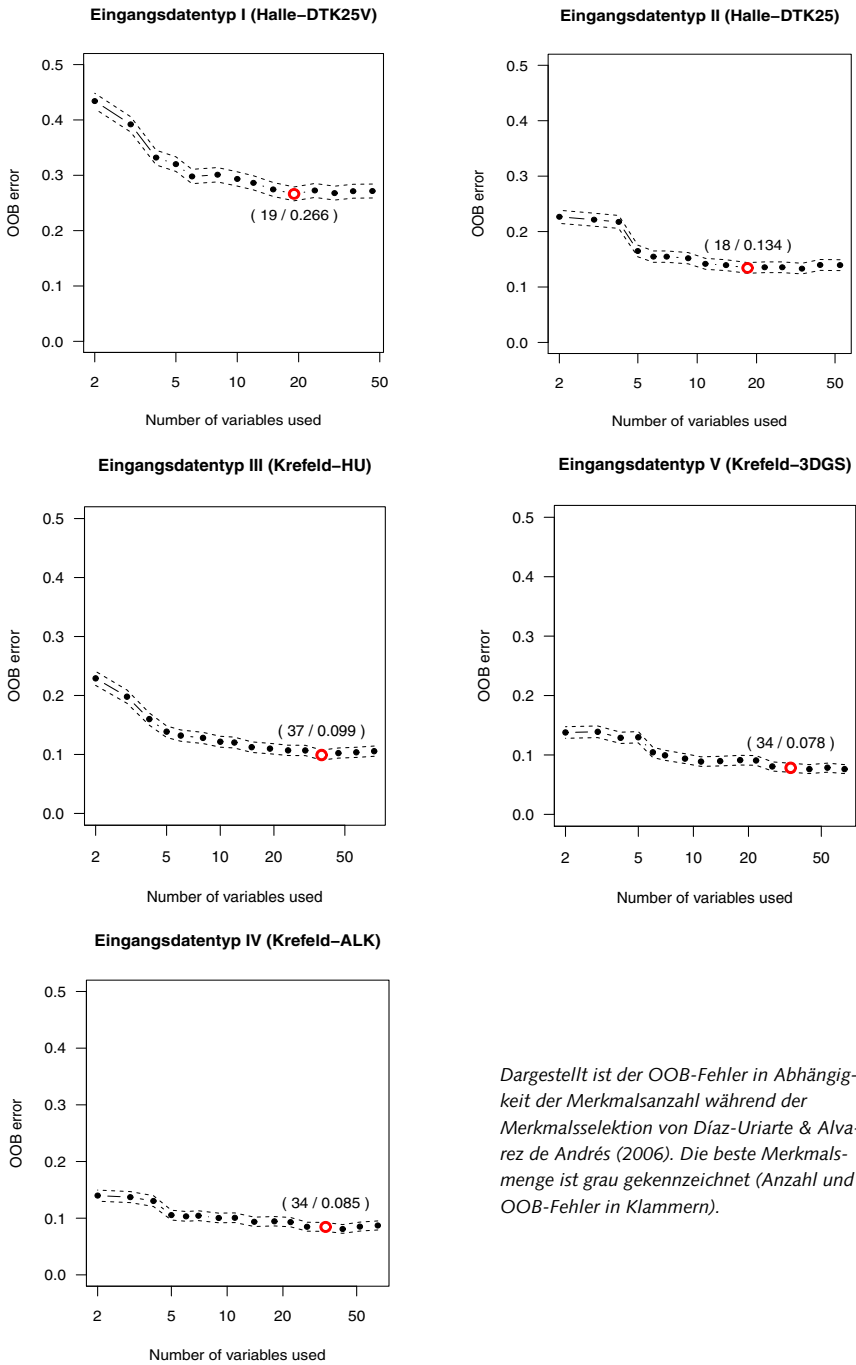 Eingangsdatentyp I (Halle–DTK25V)
0.5
0.4
0.3
0.2
0.1
0.0
OOB error
( 19 / 0.266 )
2 5 10 20 50
Number of variables used
Eingangsdatentyp II (Halle–DTK25)
0.5
0.4
0.3
0.2
0.1
0.0
OOB error
( 18 / 0.134 )
2 5 10 20 50
Number of variables used
Eingangsdatentyp III (Krefeld–HU)
0.5
0.4
0.3
0.2
0.1
0.0
OOB error
( 37 / 0.099 )
2 5 10 20 50
Number of variables used
Eingangsdatentyp V (Krefeld–3DGS)
0.5
0.4
0.3
0.2
0.1
0.0
OOB error
( 34 / 0.078 )
2 5 10 20 50
Number of variables used
Eingangsdatentyp IV (Krefeld–ALK)
0.5
0.4
0.3
0.2
0.1
0.0
OOB error
( 34 / 0.085 )
2 5 10 20 50
Number of variables used
Dargestellt ist der OOB-Fehler in Abhängig-
keit der Merkmalsanzahl während der
Merkmalsselektion von Díaz-Uriarte & Alva-
rez de Andrés (2006). Die beste Merkmals-
menge ist grau gekennzeichnet (Anzahl und
OOB-Fehler in Klammern).